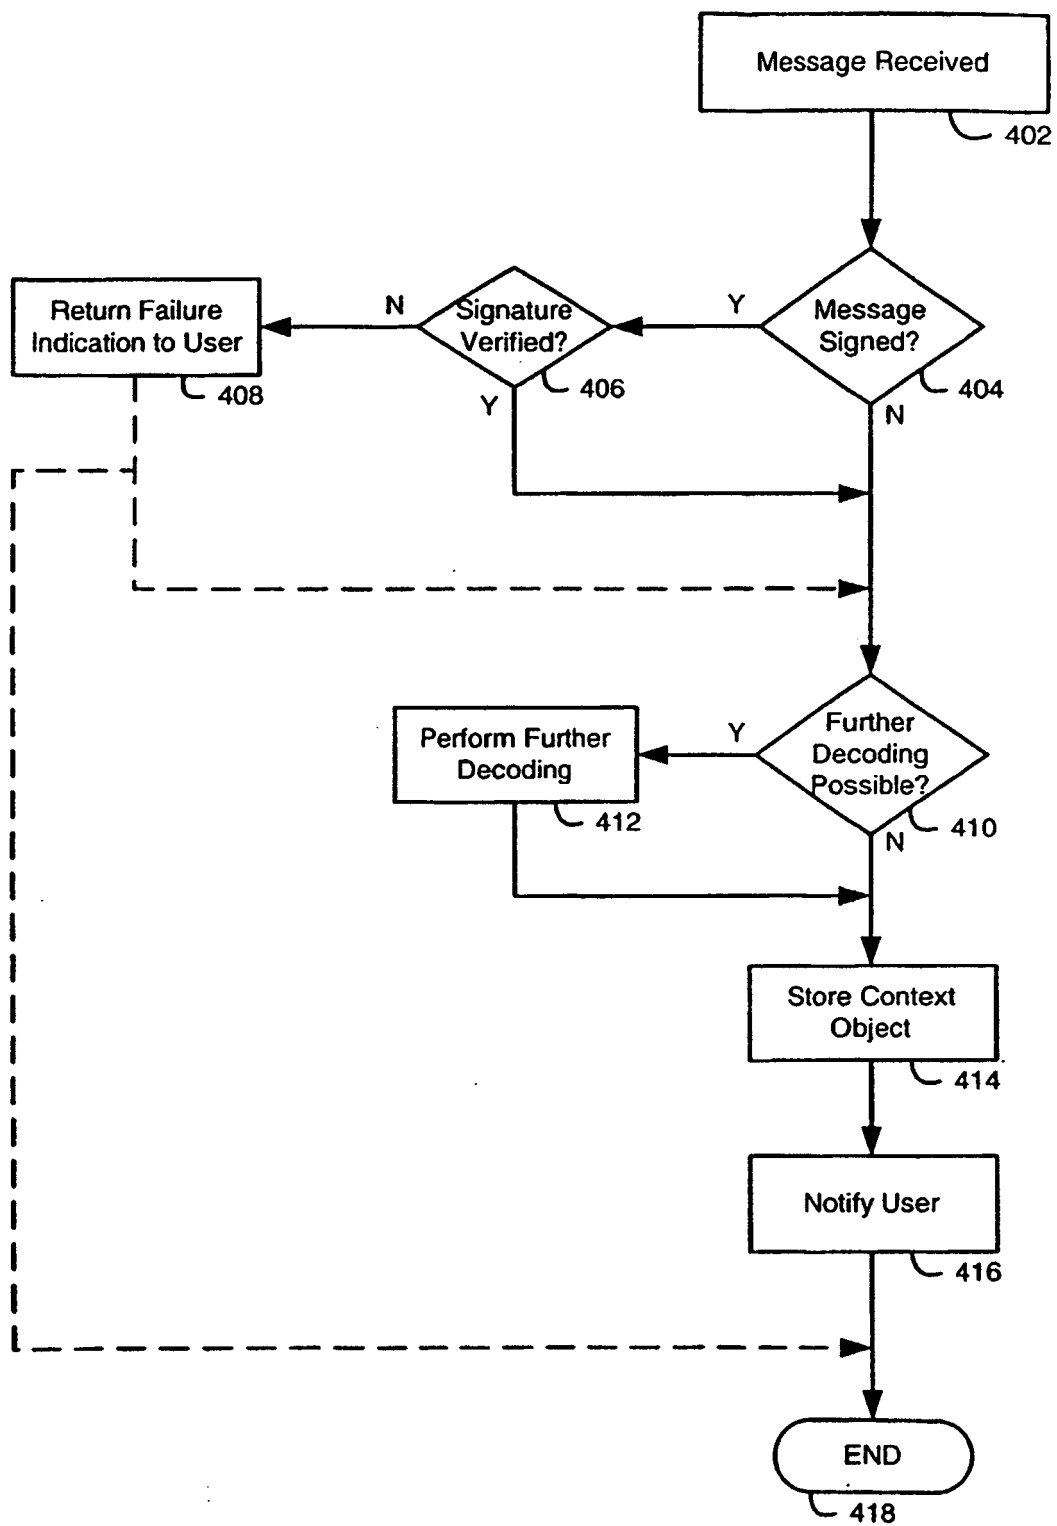 Message Received
402
Return Failure
Indication to User
408
N
Signature
Verified?
406
Y
Y
Message
Signed?
404
N
Perform Further
Decoding
412
Y
Further
Decoding
Possible?
410
N
Store Context
Object
414
Notify User
416
END
418